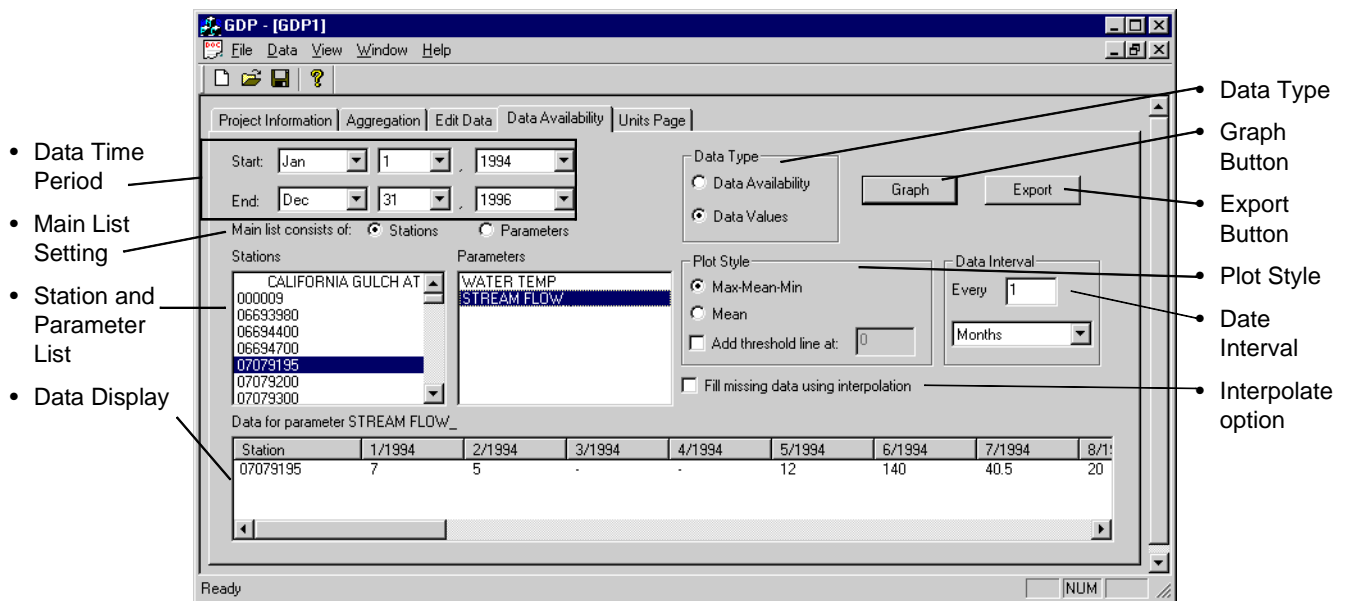 GDP - [GDP1]
File Data View Window Help
Project Information Aggregation Edit Data Data Availability Units Page
Start: Jan 1 , 1994
End: Dec 31 , 1996
Main list consists of: Stations Parameters
Stations
CALIFORNIA GULCH AT
000009
06693980
06694400
06694700
07079195
07079200
07079300
Parameters
WATER TEMP
STREAM FLOW
Data Type
Data Availability
Data Values
Graph
Export
Plot Style
Max-Mean-Min
Mean
Add threshold line at: 0
Data Interval
Every 1
Months
Fill missing data using interpolation
Data for parameter STREAM FLOW_
Station 1/1994 2/1994 3/1994 4/1994 5/1994 6/1994 7/1994 8/1
07079195 7 5 - - 12 140 40.5 20
Ready
NUM
• Data Time
Period
• Main List
Setting
• Station and
Parameter
List
• Data Display
• Data Type
• Graph
Button
• Export
Button
• Plot Style
• Date
Interval
• Interpolate
option